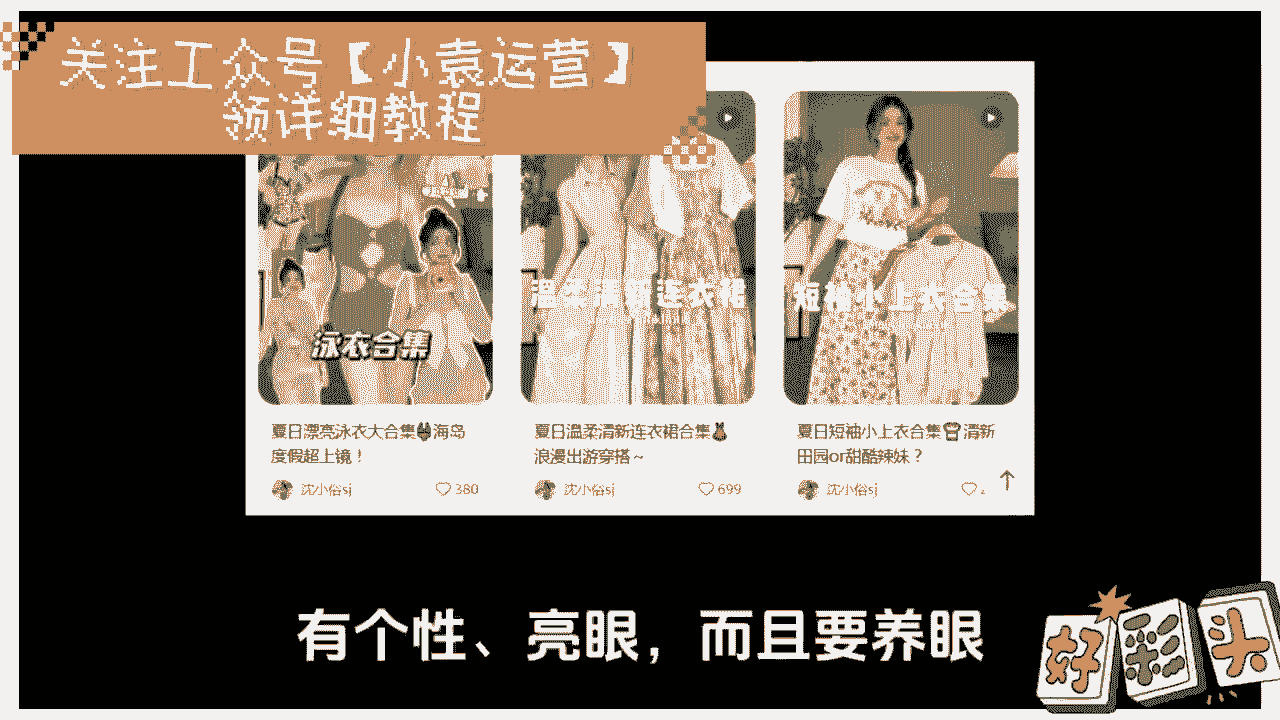 关注工众号【小袁运营】
领详细教程
泳衣合集
温柔清新连衣裙
短袖小上衣合集
夏日漂亮泳衣大合集👙海岛
度假超上镜！
沈小俗sj
380
夏日温柔清新连衣裙合集👗
浪漫出游穿搭～
沈小俗sj
699
夏日短袖小上衣合集👚清新
田园or甜酷辣妹？
沈小俗sj
有个性、亮眼，而且要养眼
好彩头